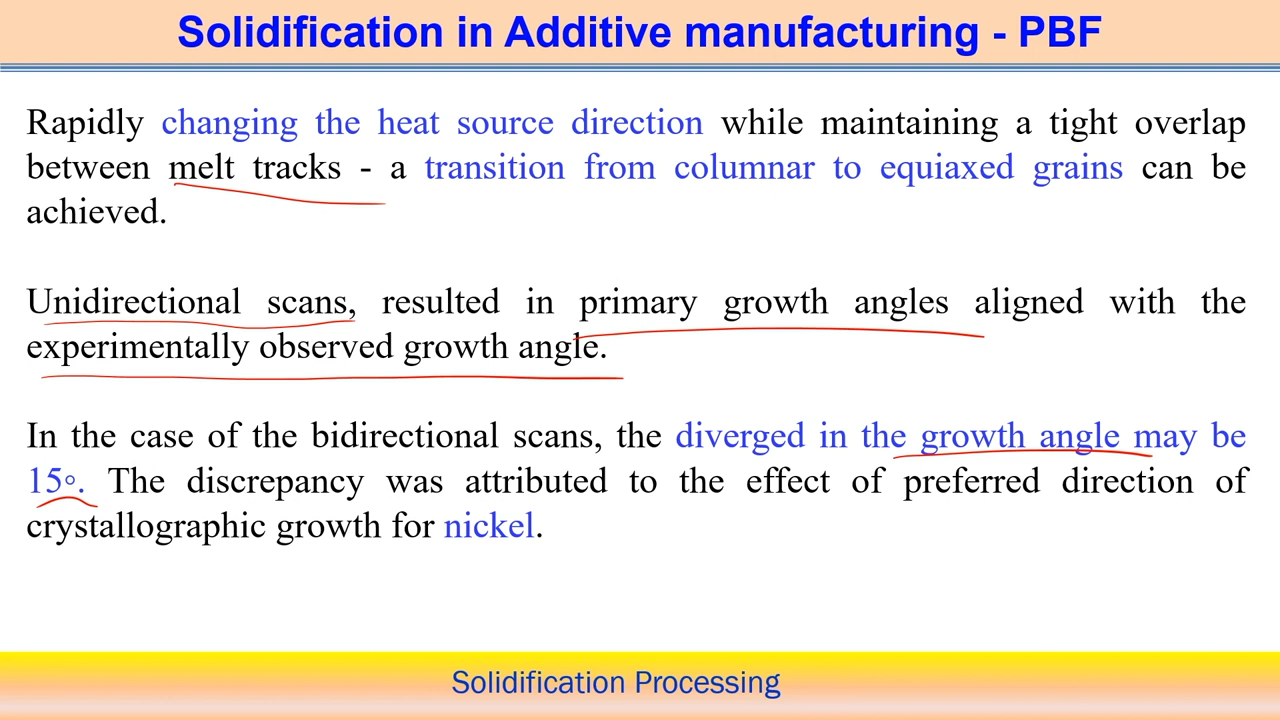 Solidification in Additive manufacturing - PBF
Rapidly changing the heat source direction while maintaining a tight overlap
between melt tracks - a transition from columnar to equiaxed grains can be
achieved.
Unidirectional scans, resulted in primary growth angles aligned with the
experimentally observed growth angle.
In the case of the bidirectional scans, the diverged in the growth angle may be
15°. The discrepancy was attributed to the effect of preferred direction of
crystallographic growth for nickel.
Solidification Processing